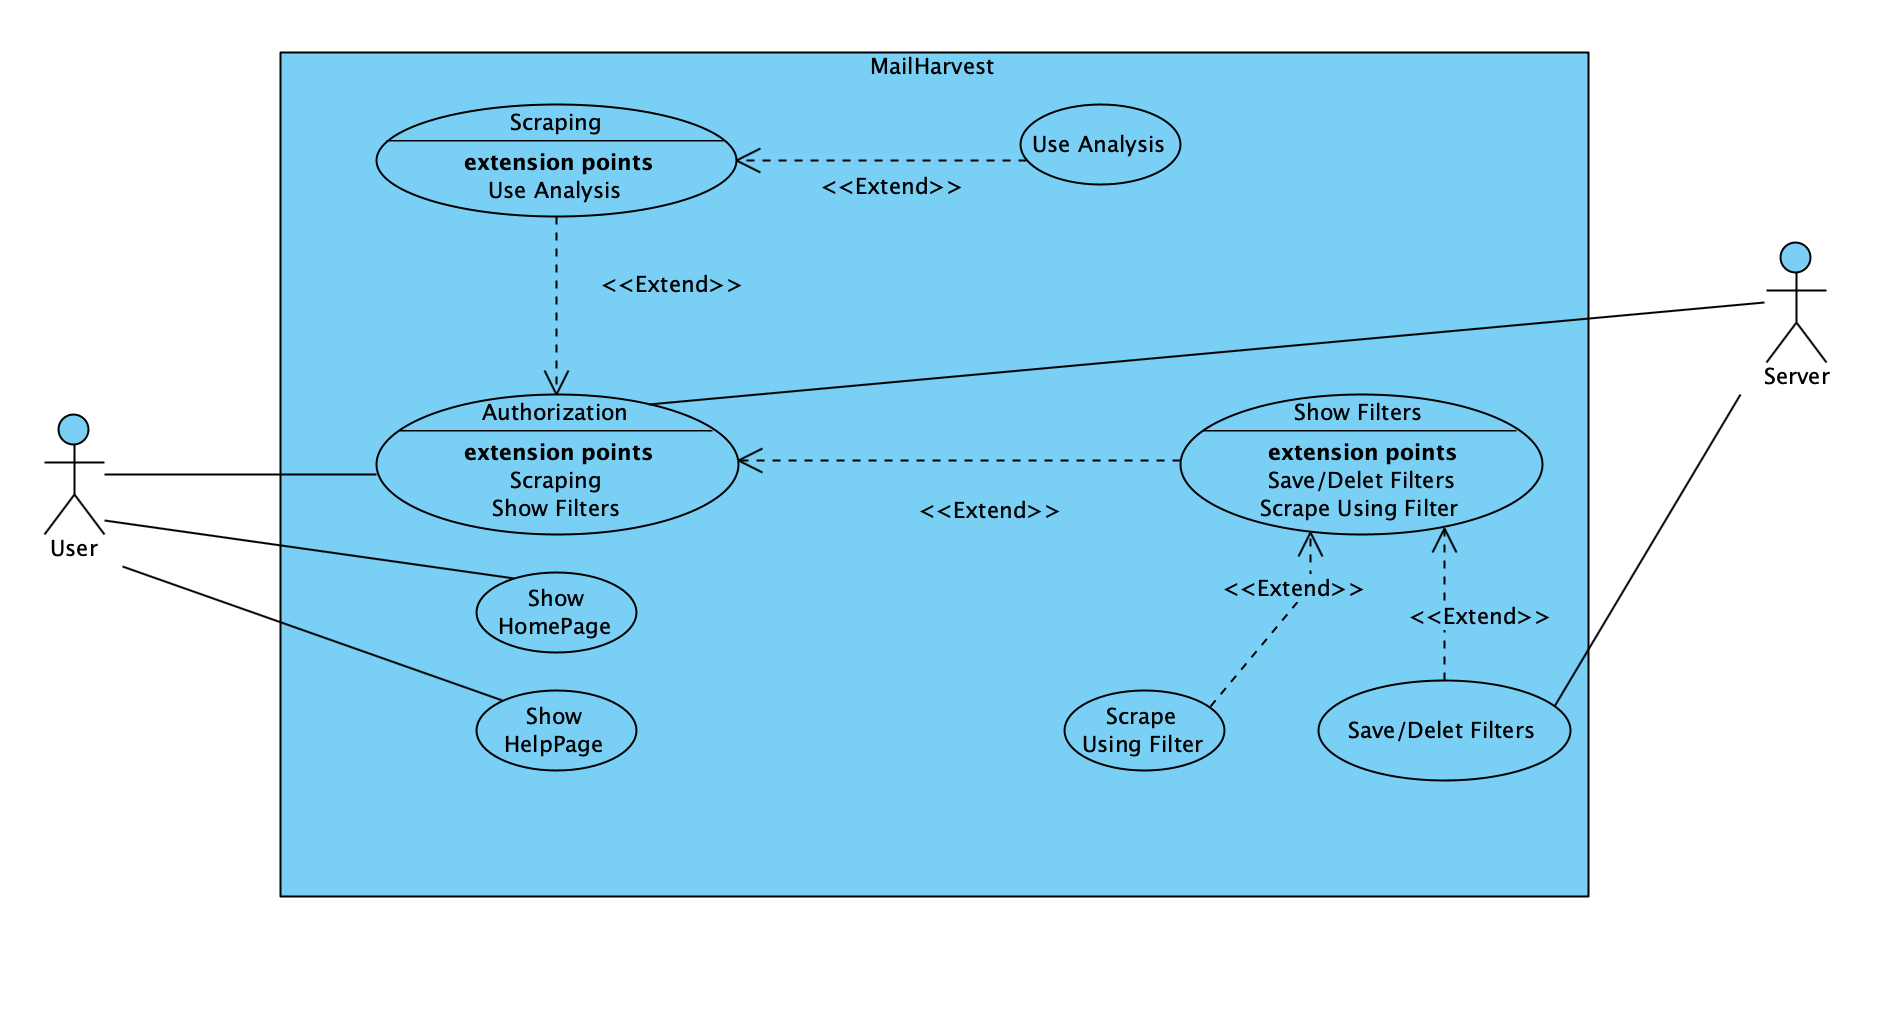 MailHarvest
Scraping
extension points
Use Analysis
Use Analysis
<<Extend>>
<<Extend>>
Server
Authorization
extension points
Scraping
Show Filters
Show Filters
extension points
Save/Delet Filters
Scrape Using Filter
<<Extend>>
User
<<Extend>>
<<Extend>>
Show
HomePage
Show
HelpPage
Scrape
Using Filter
Save/Delet Filters